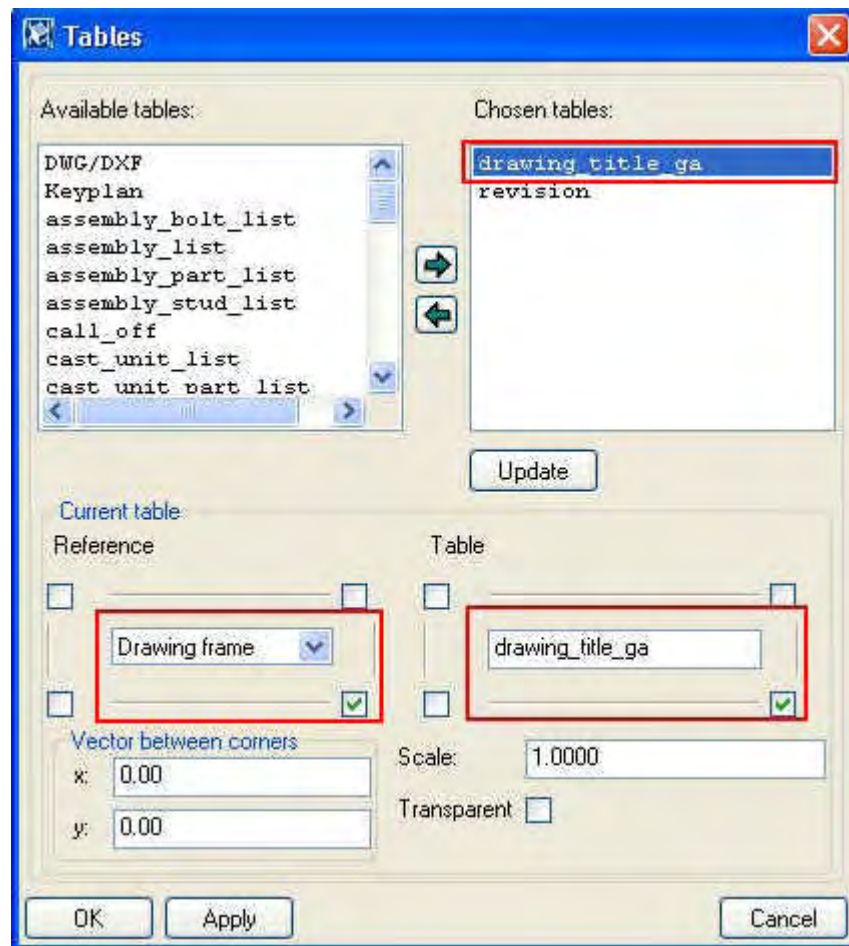 Tables
Available tables:
DWG/DXF
Keyplan
assembly_bolt_list
assembly_list
assembly_part_list
assembly_stud_list
call_off
cast_unit_list
cast_unit_part_list
Chosen tables:
drawing_title_ga
revision
Update
Current table
Reference
Drawing frame
Table
drawing_title_ga
Vector between corners
x: 0.00
y: 0.00
Scale: 1.0000
Transparent
OK
Apply
Cancel